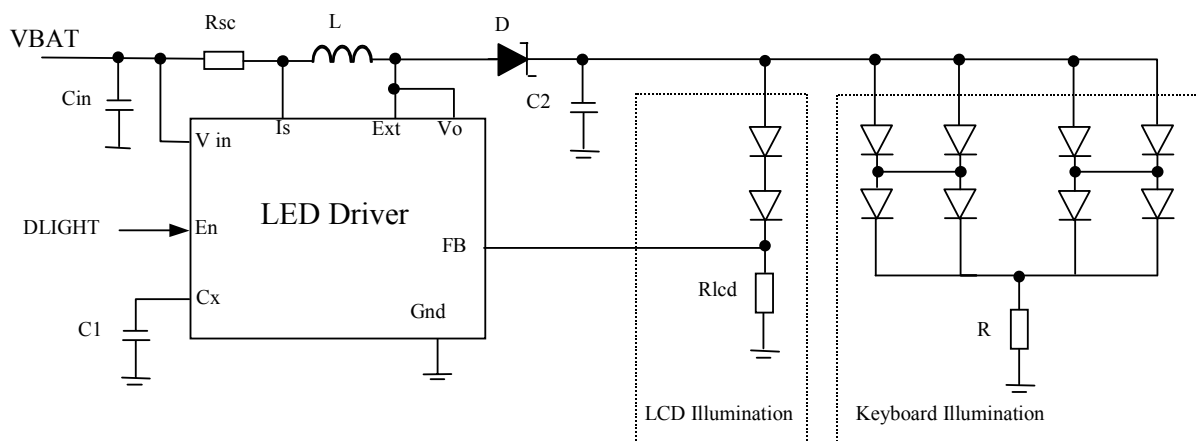 Rsc
L
D
VBAT
Cin
C2
Is
Ext
Vo
V in
LED Driver
DLIGHT
En
FB
Cx
Rlcd
C1
Gnd
R
LCD Illumination
Keyboard Illumination